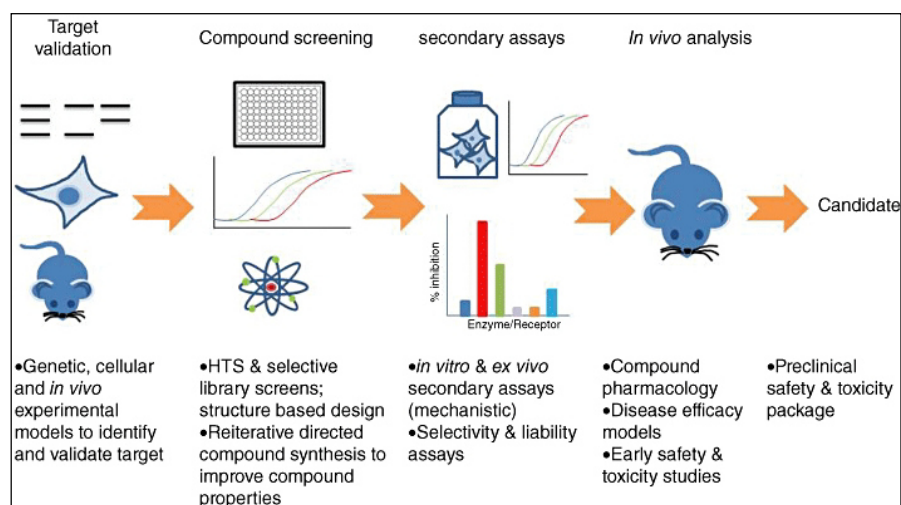 Target
validation
Compound screening
secondary assays
In vivo analysis
Candidate
% inhibition
Enzyme/Receptor
•Genetic, cellular
and in vivo
experimental
models to identify
and validate target
•HTS & selective
library screens;
structure based design
•Reiterative directed
compound synthesis to
improve compound
properties
•in vitro & ex vivo
secondary assays
(mechanistic)
•Selectivity & liability
assays
•Compound
pharmacology
•Disease efficacy
models
•Early safety &
toxicity studies
•Preclinical
safety & toxicity
package